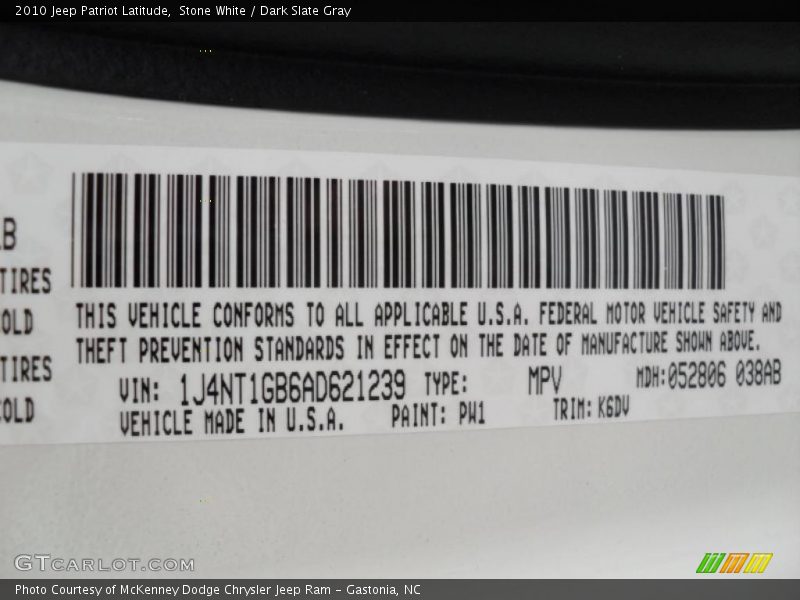 2010 Jeep Patriot Latitude, Stone White / Dark Slate Gray
B
TIRES
OLD
TIRES
COLD
THIS VEHICLE CONFORMS TO ALL APPLICABLE U.S.A. FEDERAL MOTOR VEHICLE SAFETY AND
THEFT PREVENTION STANDARDS IN EFFECT ON THE DATE OF MANUFACTURE SHOWN ABOVE.
VIN: 1J4NT1GB6AD621239 TYPE: MPV MDH:052806 038AB
VEHICLE MADE IN U.S.A. PAINT: PW1 TRIM: K6DV
GTCARLOT.COM
Photo Courtesy of McKenney Dodge Chrysler Jeep Ram - Gastonia, NC